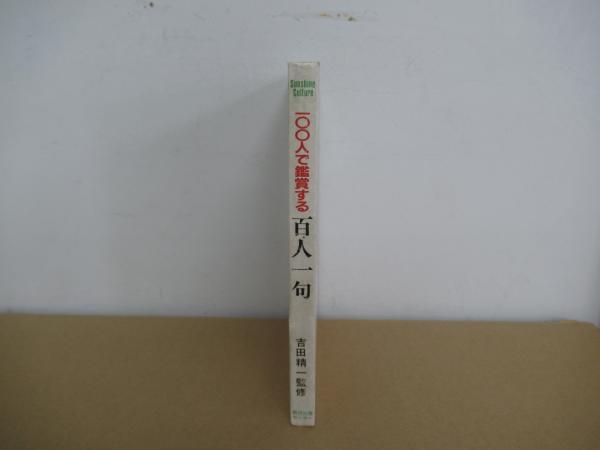 Sunshine
Culture
一〇〇人で鑑賞する
百人一句
吉田精一監修